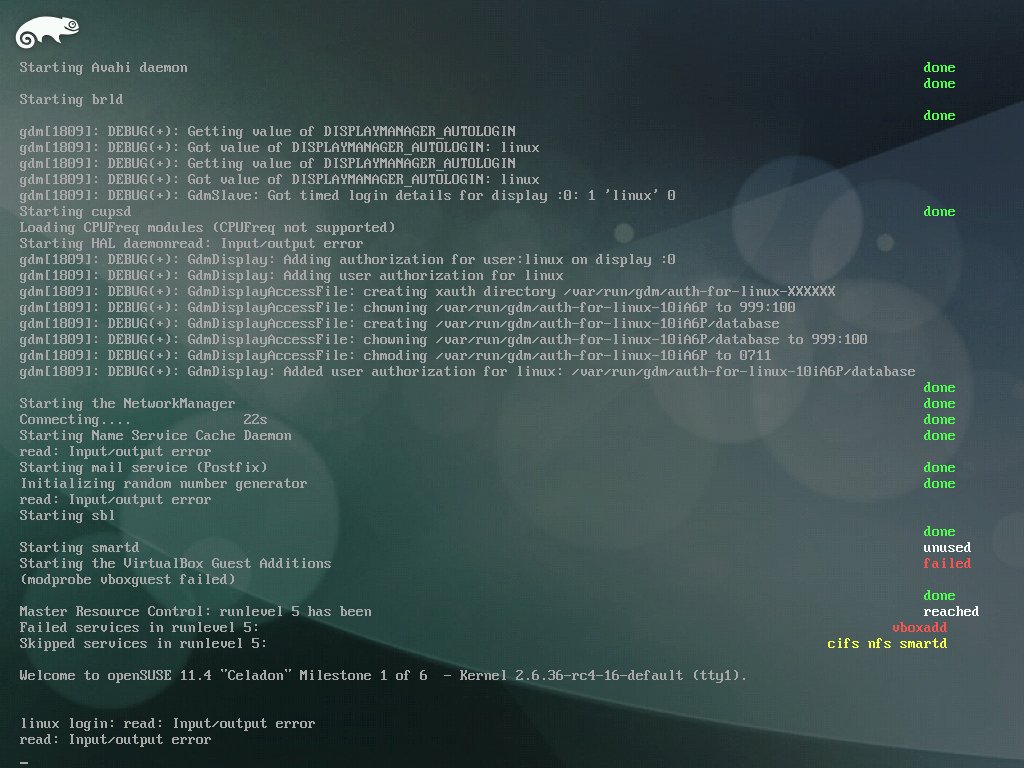 Starting Avahi daemon done
done
Starting brld
done
gdm[1809]: DEBUG(+): Getting value of DISPLAYMANAGER_AUTOLOGIN
gdm[1809]: DEBUG(+): Got value of DISPLAYMANAGER_AUTOLOGIN: linux
gdm[1809]: DEBUG(+): Getting value of DISPLAYMANAGER_AUTOLOGIN
gdm[1809]: DEBUG(+): Got value of DISPLAYMANAGER_AUTOLOGIN: linux
gdm[1809]: DEBUG(+): GdmSlave: Got timed login details for display :0: 1 'linux' 0
Starting cupsd done
Loading CPUFreq modules (CPUFreq not supported)
Starting HAL daemonread: Input/output error
gdm[1809]: DEBUG(+): GdmDisplay: Adding authorization for user:linux on display :0
gdm[1809]: DEBUG(+): GdmDisplay: Adding user authorization for linux
gdm[1809]: DEBUG(+): GdmDisplayAccessFile: creating xauth directory /var/run/gdm/auth-for-linux-XXXXXX
gdm[1809]: DEBUG(+): GdmDisplayAccessFile: chowning /var/run/gdm/auth-for-linux-10iA6P to 999:100
gdm[1809]: DEBUG(+): GdmDisplayAccessFile: creating /var/run/gdm/auth-for-linux-10iA6P/database
gdm[1809]: DEBUG(+): GdmDisplayAccessFile: chowning /var/run/gdm/auth-for-linux-10iA6P/database to 999:100
gdm[1809]: DEBUG(+): GdmDisplayAccessFile: chmoding /var/run/gdm/auth-for-linux-10iA6P to 0711
gdm[1809]: DEBUG(+): GdmDisplay: Added user authorization for linux: /var/run/gdm/auth-for-linux-10iA6P/database
done
Starting the NetworkManager done
Connecting.... 22s done
Starting Name Service Cache Daemon done
read: Input/output error
Starting mail service (Postfix) done
Initializing random number generator done
read: Input/output error
Starting sbl
done
Starting smartd unused
Starting the VirtualBox Guest Additions failed
(modprobe vboxguest failed)
done
Master Resource Control: runlevel 5 has been reached
Failed services in runlevel 5: vboxadd
Skipped services in runlevel 5: cifs nfs smartd
Welcome to openSUSE 11.4 "Celadon" Milestone 1 of 6  - Kernel 2.6.36-rc4-16-default (tty1).
linux login: read: Input/output error
read: Input/output error
_